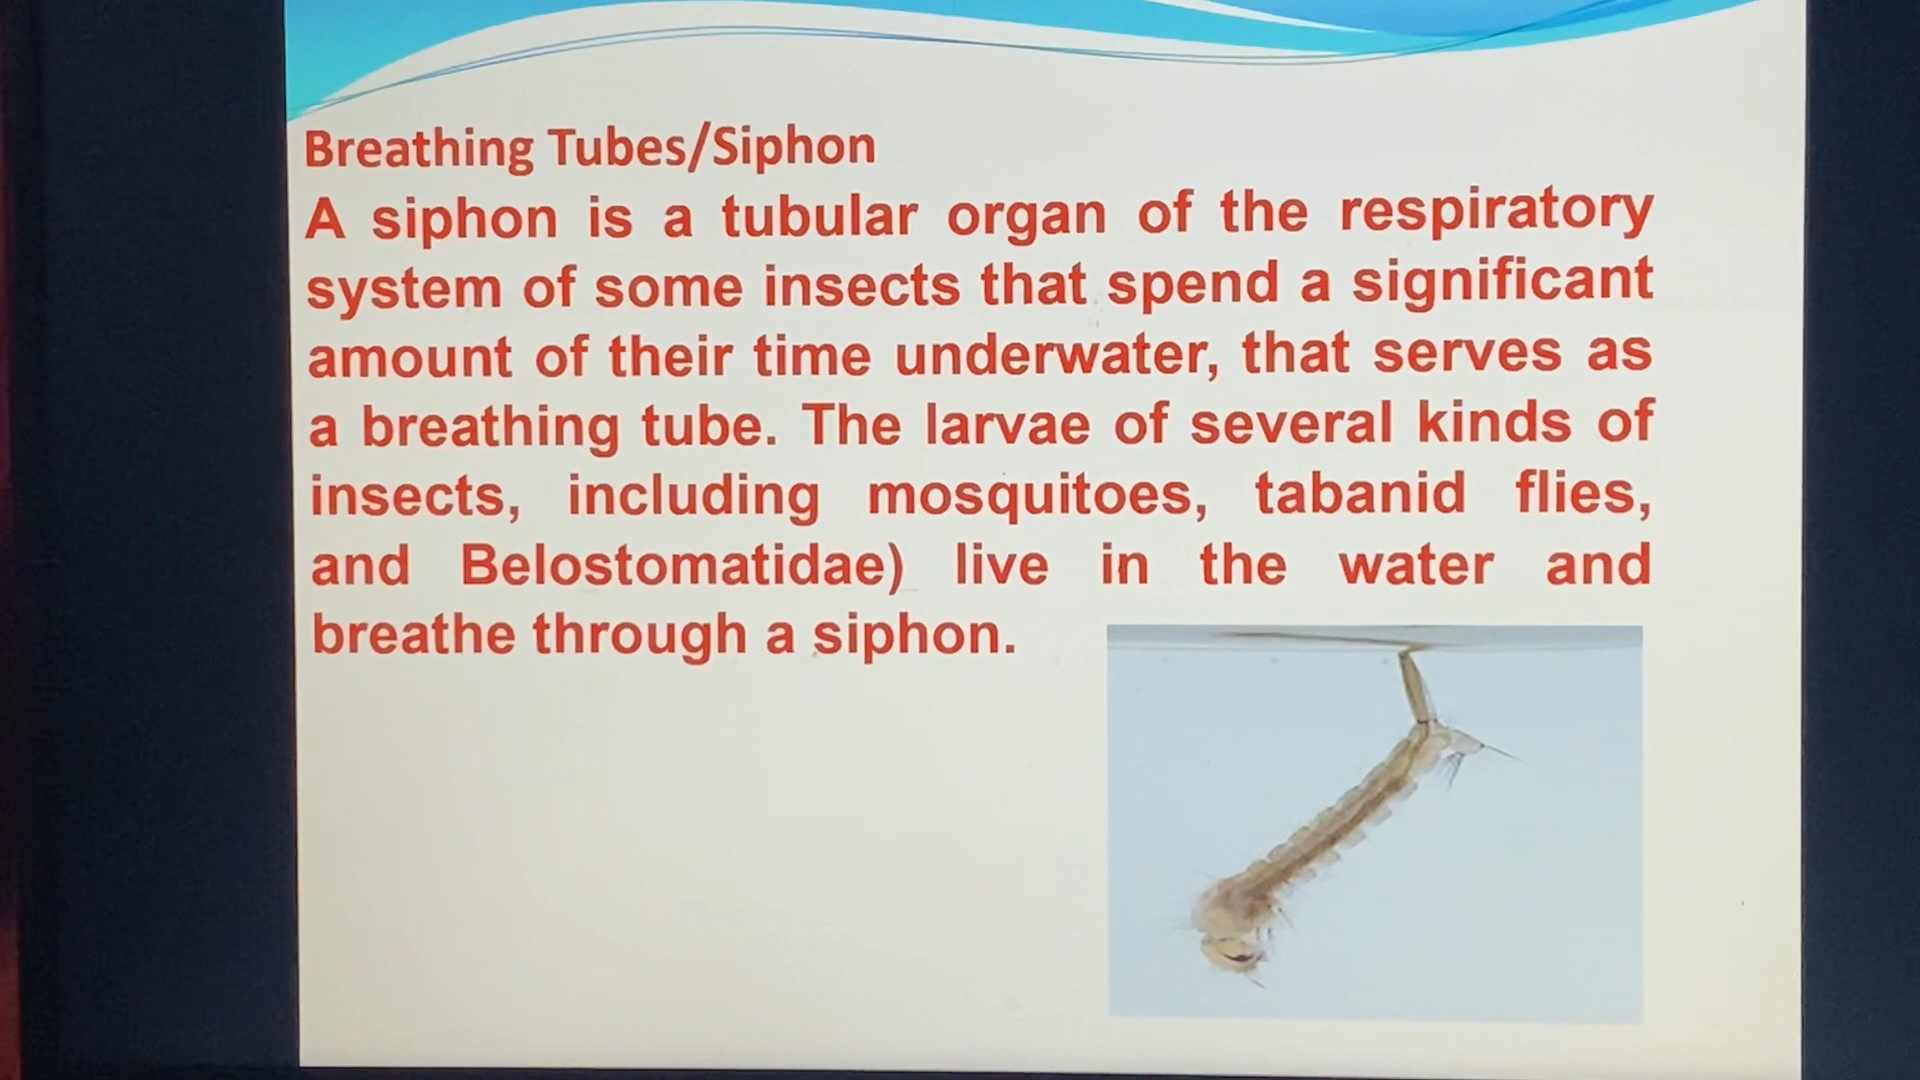 Breathing Tubes/Siphon
A siphon is a tubular organ of the respiratory
system of some insects that spend a significant
amount of their time underwater, that serves as
a breathing tube. The larvae of several kinds of
insects, including mosquitoes, tabanid flies,
and Belostomatidae) live in the water and
breathe through a siphon.